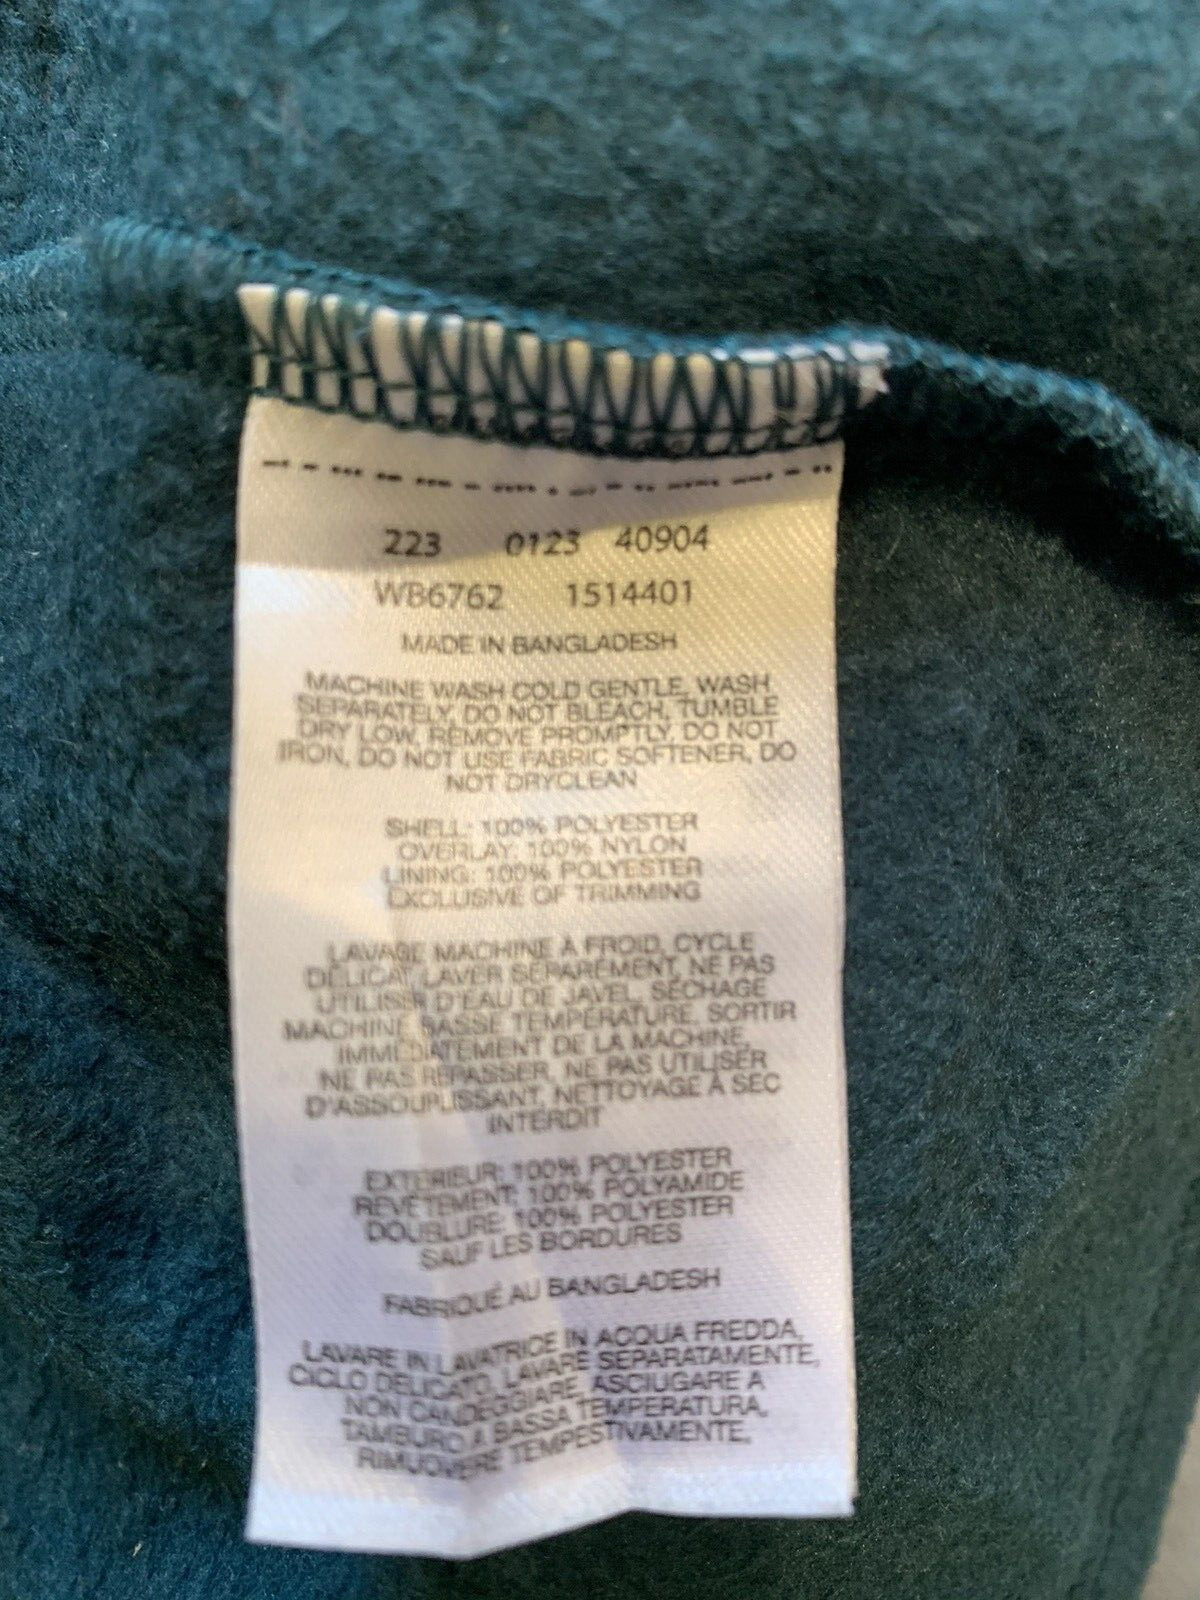 223 0123 40904
WB6762 1514401
MADE IN BANGLADESH
MACHINE WASH COLD GENTLE, WASH
SEPARATELY, DO NOT BLEACH, TUMBLE
DRY LOW, REMOVE PROMPTLY, DO NOT
IRON, DO NOT USE FABRIC SOFTENER, DO
NOT DRYCLEAN
SHELL: 100% POLYESTER
OVERLAY: 100% NYLON
LINING: 100% POLYESTER
EXCLUSIVE OF TRIMMING
LAVAGE MACHINE À FROID, CYCLE
DÉLICAT, LAVER SÉPARÉMENT, NE PAS
UTILISER D'EAU DE JAVEL, SÉCHAGE
MACHINE BASSE TEMPÉRATURE, SORTIR
IMMÉDIATEMENT DE LA MACHINE,
NE PAS REPASSER, NE PAS UTILISER
D'ASSOUPLISSANT, NETTOYAGE À SEC
INTERDIT
EXTÉRIEUR: 100% POLYESTER
REVÊTEMENT: 100% POLYAMIDE
DOUBLURE: 100% POLYESTER
SAUF LES BORDURES
FABRIQUÉ AU BANGLADESH
LAVARE IN LAVATRICE IN ACQUA FREDDA,
CICLO DELICATO, LAVARE SEPARATAMENTE,
NON CANDEGGIARE, ASCIUGARE A
TAMBURO A BASSA TEMPERATURA,
RIMUOVERE TEMPESTIVAMENTE,